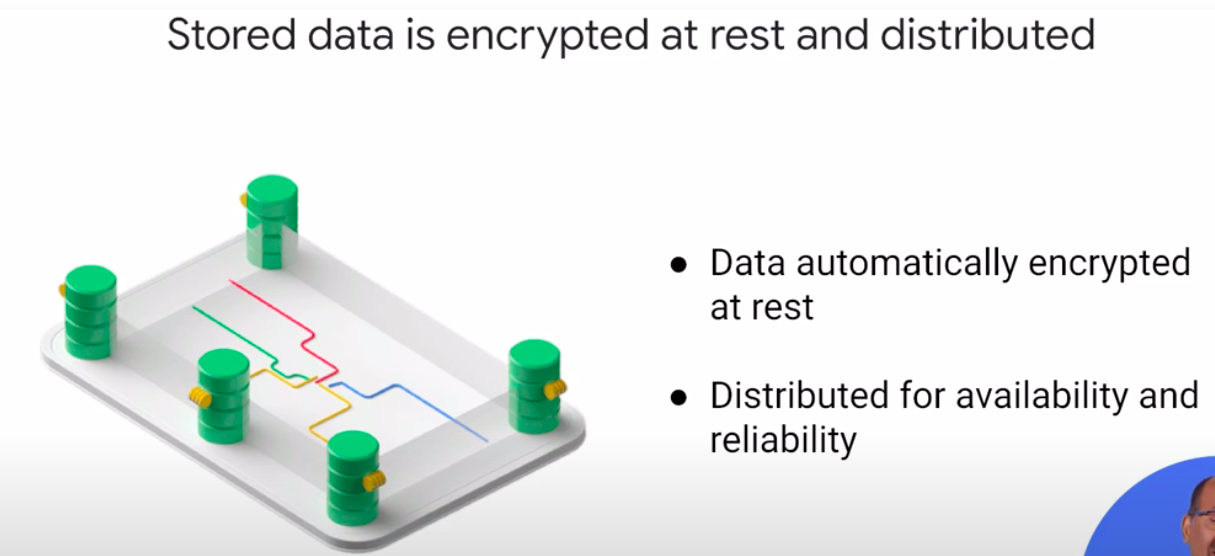 Stored data is encrypted at rest and distributed
● Data automatically encrypted
at rest
● Distributed for availability and
reliability